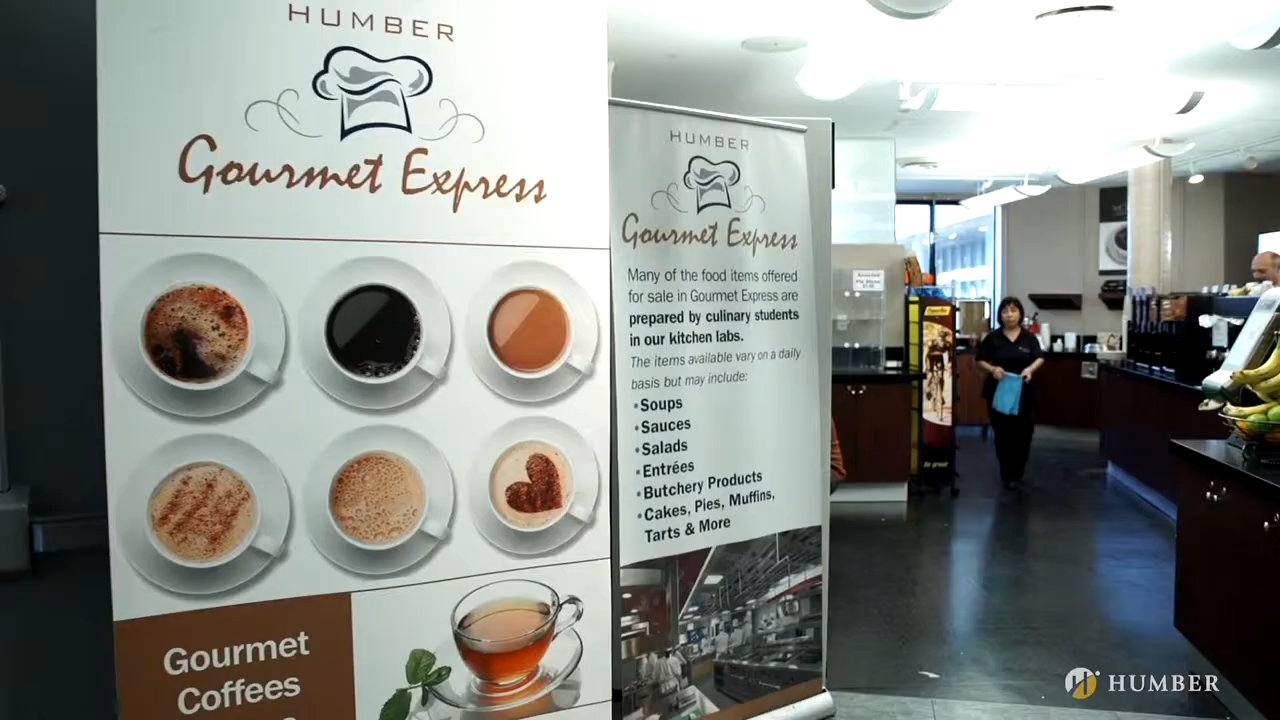 HUMBER
Gourmet Express
Gourmet
Coffees
HUMBER
Gourmet Express
Many of the food items offered
for sale in Gourmet Express are
prepared by culinary students
in our kitchen labs.
The items available vary on a daily
basis but may include:
•Soups
•Sauces
•Salads
•Entrées
•Butchery Products
•Cakes, Pies, Muffins,
Tarts & More
HUMBER